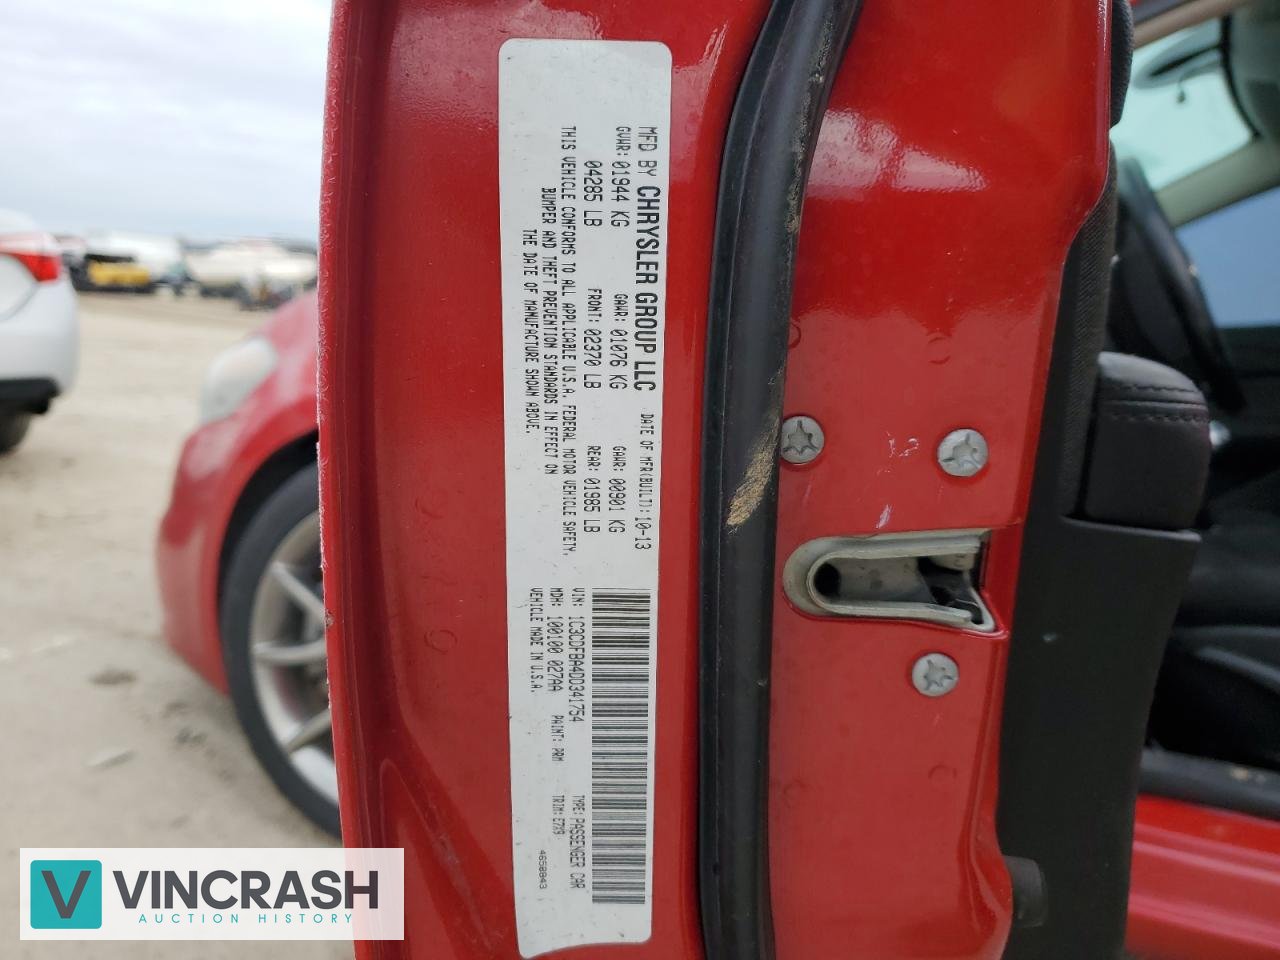 MFD BY CHRYSLER GROUP LLC DATE OF MFR(BUILT): 10-13
GVWR: 01944 KG GAWR: 01076 KG GAWR: 00901 KG
04285 LB FRONT: 02370 LB REAR: 01985 LB
THIS VEHICLE CONFORMS TO ALL APPLICABLE U.S.A. FEDERAL MOTOR VEHICLE SAFETY,
BUMPER AND THEFT PREVENTION STANDARDS IN EFFECT ON
THE DATE OF MANUFACTURE SHOWN ABOVE.
VIN: 1C3CDFBA4DD341754 TYPE: PASSENGER CAR
MDH: 100100 027AA PAINT: PRM TRIM: E7X9
VEHICLE MADE IN U.S.A. 4658843
VINCRASH
AUCTION HISTORY